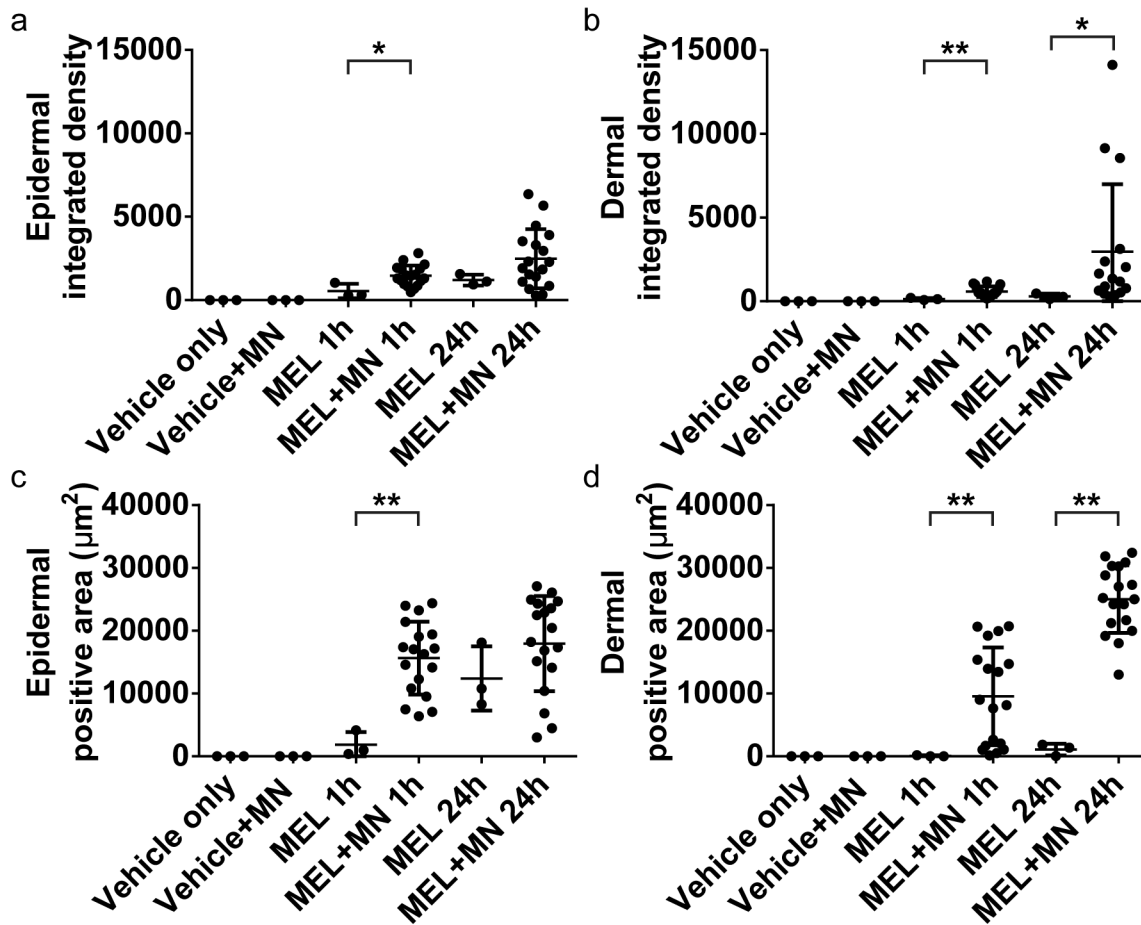 a
Epidermal
integrated density
15000
10000
5000
0
*
Vehicle only
Vehicle+MN
MEL 1h
MEL+MN 1h
MEL 24h
MEL+MN 24h
b
Dermal
integrated density
15000
10000
5000
0
**
*
Vehicle only
Vehicle+MN
MEL 1h
MEL+MN 1h
MEL 24h
MEL+MN 24h
c
Epidermal
positive area (µm²)
40000
30000
20000
10000
0
**
Vehicle only
Vehicle+MN
MEL 1h
MEL+MN 1h
MEL 24h
MEL+MN 24h
d
Dermal
positive area (µm²)
40000
30000
20000
10000
0
**
**
Vehicle only
Vehicle+MN
MEL 1h
MEL+MN 1h
MEL 24h
MEL+MN 24h